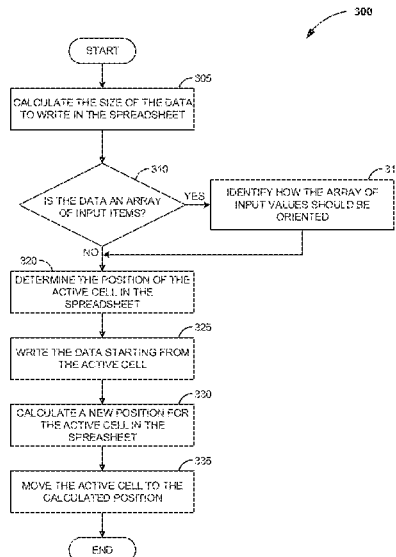 300
START
305
CALCULATE THE SIZE OF THE DATA
TO WRITE IN THE SPREADSHEET
310
IS THE DATA AN ARRAY
OF INPUT ITEMS?
YES
31
IDENTIFY HOW THE ARRAY OF
INPUT VALUES SHOULD BE
ORIENTED
NO
320
DETERMINE THE POSITION OF THE
ACTIVE CELL IN THE
SPREADSHEET
325
WRITE THE DATA STARTING FROM
THE ACTIVE CELL
330
CALCULATE A NEW POSITION FOR
THE ACTIVE CELL IN THE
SPREASHEET
335
MOVE THE ACTIVE CELL TO THE
CALCULATED POSITION
END